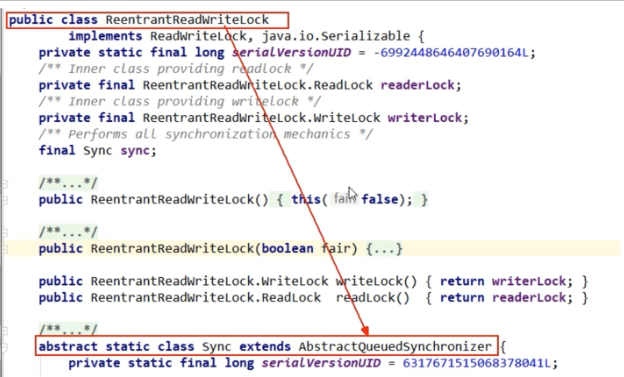 public class ReentrantReadWriteLock
implements ReadWriteLock, java.io.Serializable {
private static final long serialVersionUID = -6992448646407690164L;
/** Inner class providing readlock */
private final ReentrantReadWriteLock.ReadLock readerLock;
/** Inner class providing writelock */
private final ReentrantReadWriteLock.WriteLock writerLock;
/** Performs all synchronization mechanics */
final Sync sync;
/**...*/
public ReentrantReadWriteLock() { this( fair: false); }
/**...*/
public ReentrantReadWriteLock(boolean fair) {...}
public ReentrantReadWriteLock.WriteLock writeLock() { return writerLock; }
public ReentrantReadWriteLock.ReadLock  readLock()  { return readerLock; }
/**...*/
abstract static class Sync extends AbstractQueuedSynchronizer {
private static final long serialVersionUID = 6317671515068378041L;